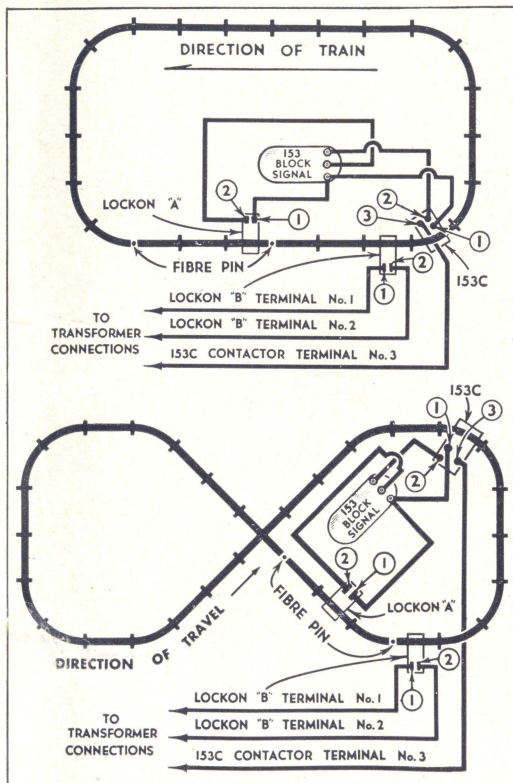 DIRECTION OF TRAIN
153
BLOCK
SIGNAL
LOCKON "A"
2
1
2
3
1
153C
FIBRE PIN
2
1
LOCKON "B" TERMINAL No. 1
LOCKON "B" TERMINAL No. 2
153C CONTACTOR TERMINAL No. 3
TO
TRANSFORMER
CONNECTIONS
153C
1
3
2
153
BLOCK
SIGNAL
2
1
LOCKON "A"
FIBRE PIN
DIRECTION OF TRAVEL
2
1
LOCKON "B" TERMINAL No. 1
LOCKON "B" TERMINAL No. 2
153C CONTACTOR TERMINAL No. 3
TO
TRANSFORMER
CONNECTIONS